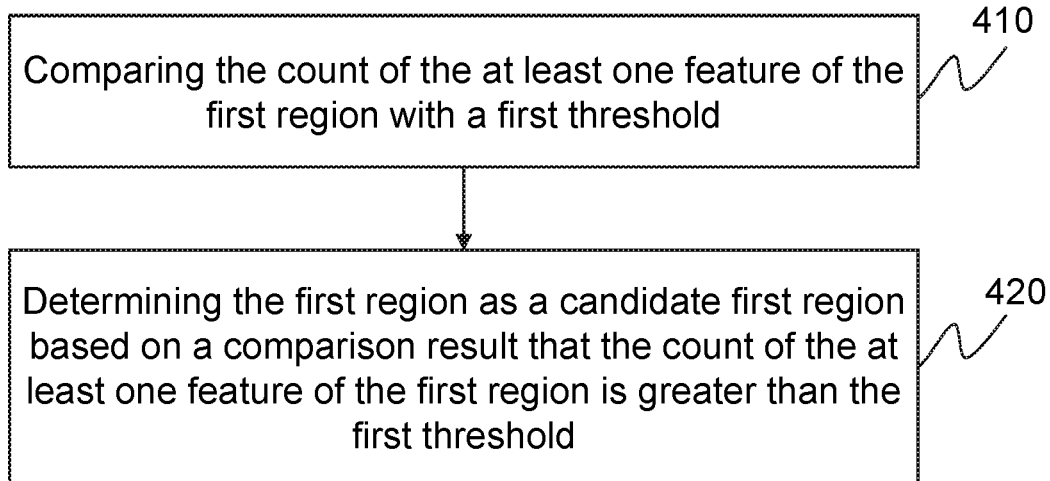 410
Comparing the count of the at least one feature of the
first region with a first threshold
420
Determining the first region as a candidate first region
based on a comparison result that the count of the at
least one feature of the first region is greater than the
first threshold